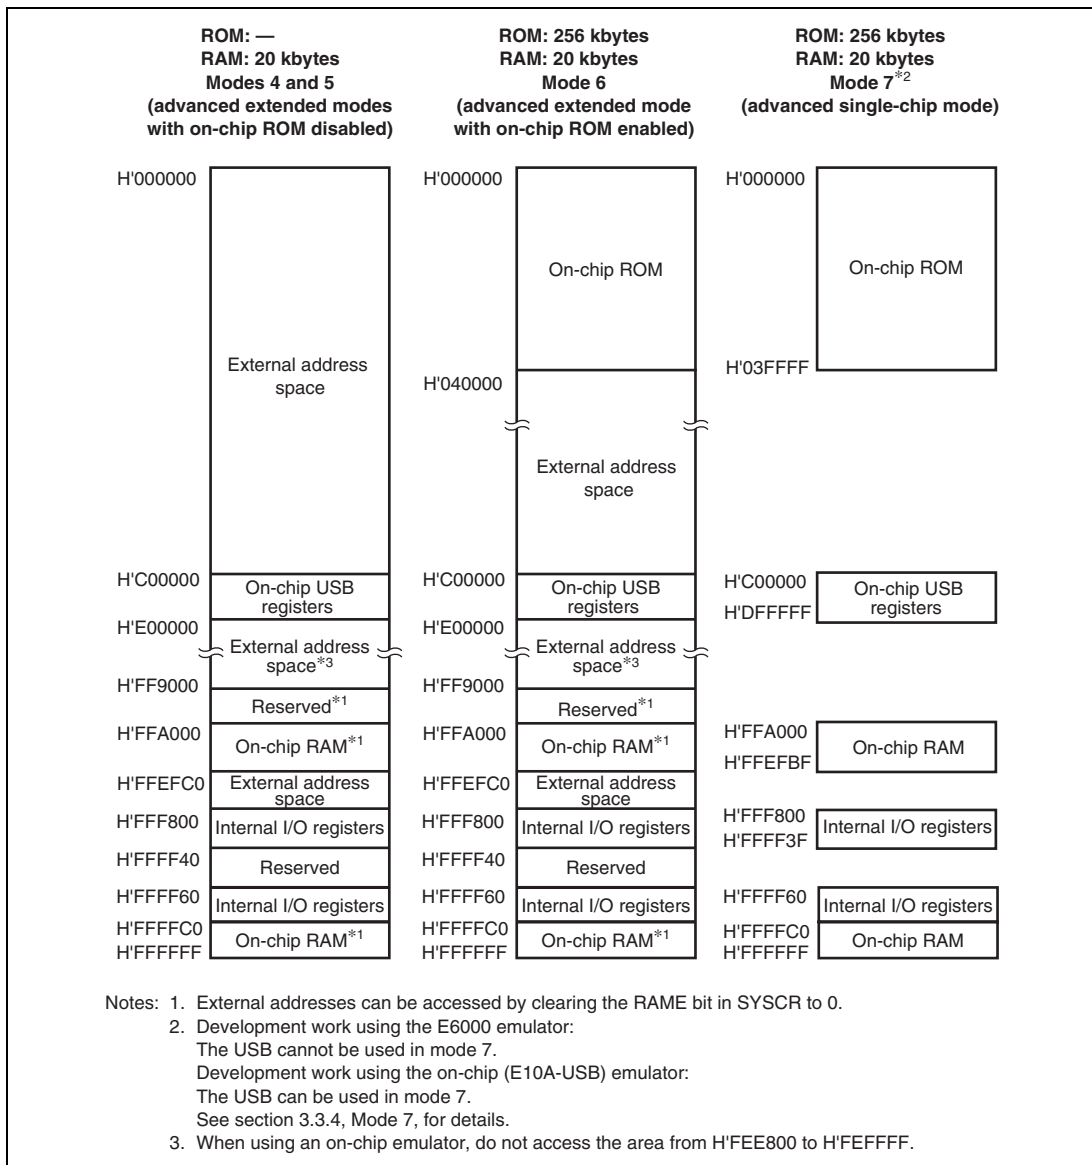 ROM: —
RAM: 20 kbytes
Modes 4 and 5
(advanced extended modes
with on-chip ROM disabled)
ROM: 256 kbytes
RAM: 20 kbytes
Mode 6
(advanced extended mode
with on-chip ROM enabled)
ROM: 256 kbytes
RAM: 20 kbytes
Mode 7*2
(advanced single-chip mode)
H'000000
External address
space
H'C00000
On-chip USB
registers
H'E00000
External address
space*3
H'FF9000
Reserved*1
H'FFA000
On-chip RAM*1
H'FFEFC0
External address
space
H'FFF800
Internal I/O registers
H'FFFF40
Reserved
H'FFFF60
Internal I/O registers
H'FFFFC0
On-chip RAM*1
H'FFFFFF
H'000000
On-chip ROM
H'040000
External address
space
H'C00000
On-chip USB
registers
H'E00000
External address
space*3
H'FF9000
Reserved*1
H'FFA000
On-chip RAM*1
H'FFEFC0
External address
space
H'FFF800
Internal I/O registers
H'FFFF40
Reserved
H'FFFF60
Internal I/O registers
H'FFFFC0
On-chip RAM*1
H'FFFFFF
H'000000
On-chip ROM
H'03FFFF
H'C00000
On-chip USB
registers
H'DFFFFF
H'FFA000
On-chip RAM
H'FFEFBF
H'FFF800
Internal I/O registers
H'FFFF3F
H'FFFF60
Internal I/O registers
H'FFFFC0
On-chip RAM
H'FFFFFF
Notes: 1. External addresses can be accessed by clearing the RAME bit in SYSCR to 0.
2. Development work using the E6000 emulator:
The USB cannot be used in mode 7.
Development work using the on-chip (E10A-USB) emulator:
The USB can be used in mode 7.
See section 3.3.4, Mode 7, for details.
3. When using an on-chip emulator, do not access the area from H'FEE800 to H'FEFFFF.